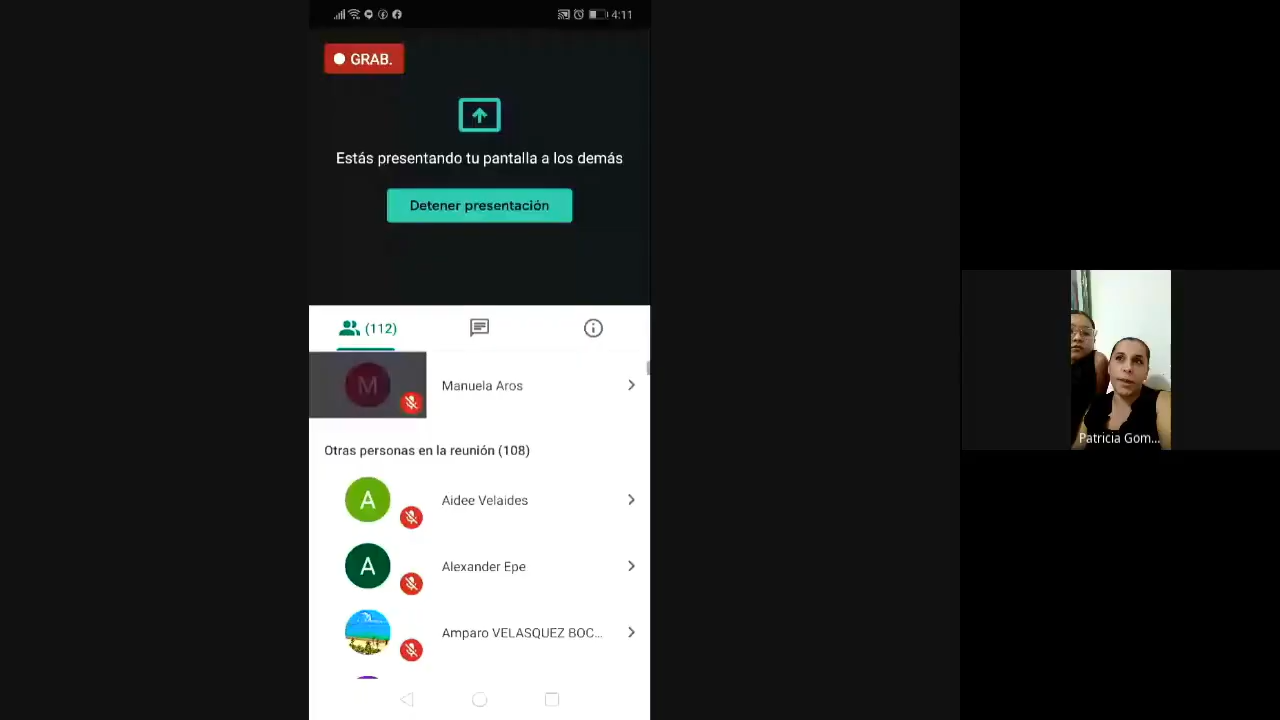 4:11
GRAB.
Estás presentando tu pantalla a los demás
Detener presentación
(112)
M
Manuela Aros
Otras personas en la reunión (108)
A
Aidee Velaides
A
Alexander Epe
Amparo VELASQUEZ BOC...
Patricia Gom...